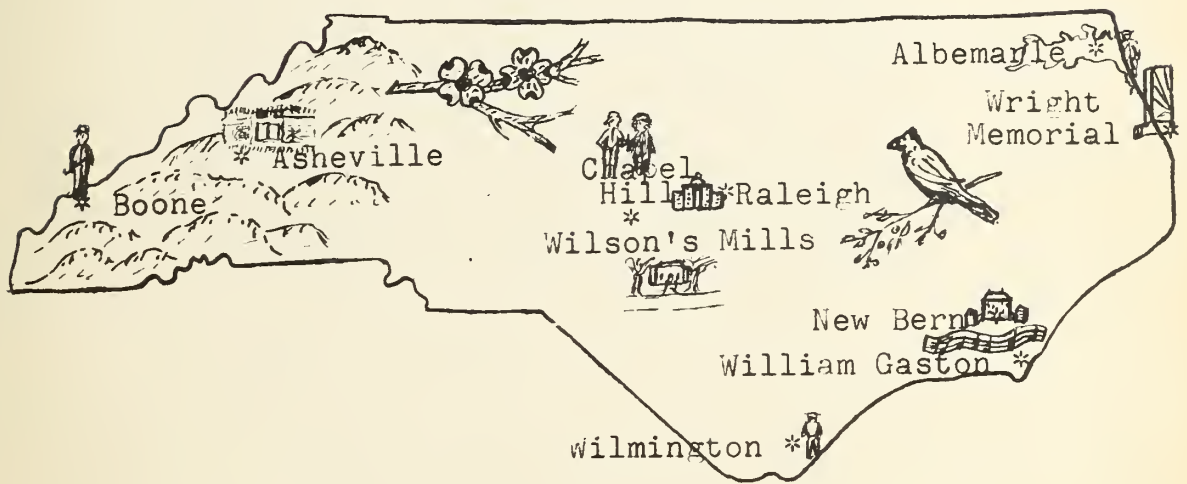 Albemarle
Wright
Memorial
Asheville
Boone
Chapel
Hill
Raleigh
Wilson's Mills
New Bern
William Gaston
Wilmington